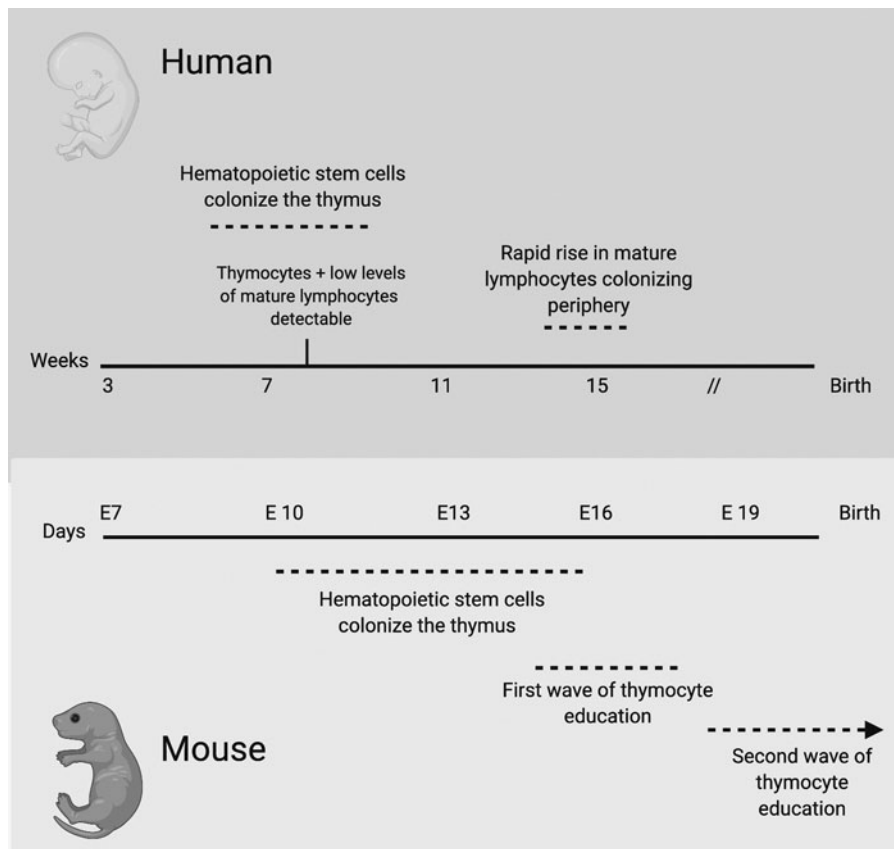 Human
Hematopoietic stem cells
colonize the thymus
Thymocytes + low levels
of mature lymphocytes
detectable
Rapid rise in mature
lymphocytes colonizing
periphery
Weeks
3 7 11 15 // Birth
E7 E 10 E13 E16 E 19 Birth
Days
Hematopoietic stem cells
colonize the thymus
First wave of thymocyte
education
Mouse
Second wave of
thymocyte
education